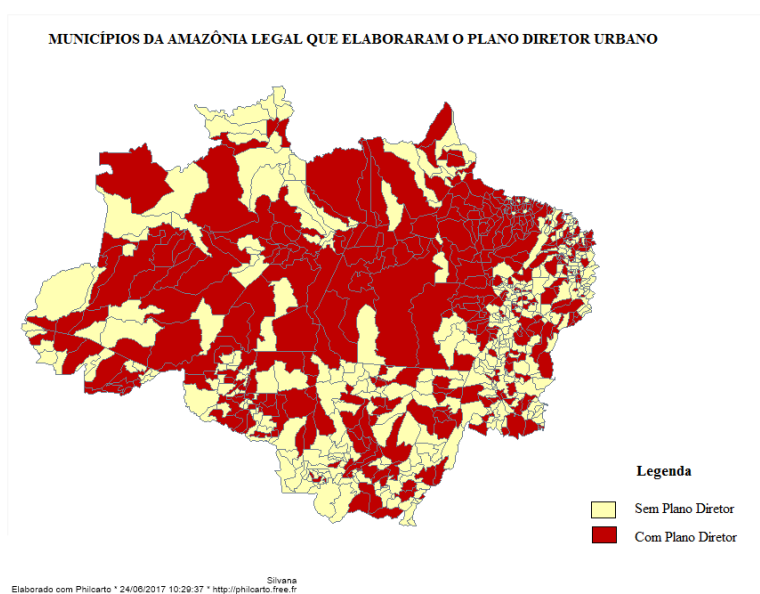 MUNICÍPIOS DA AMAZÔNIA LEGAL QUE ELABORARAM O PLANO DIRETOR URBANO
Legenda
Sem Plano Diretor
Com Plano Diretor
Silvana
Elaborado com Philcarto * 24/06/2017 10:29:37 * http://philcarto.free.fr